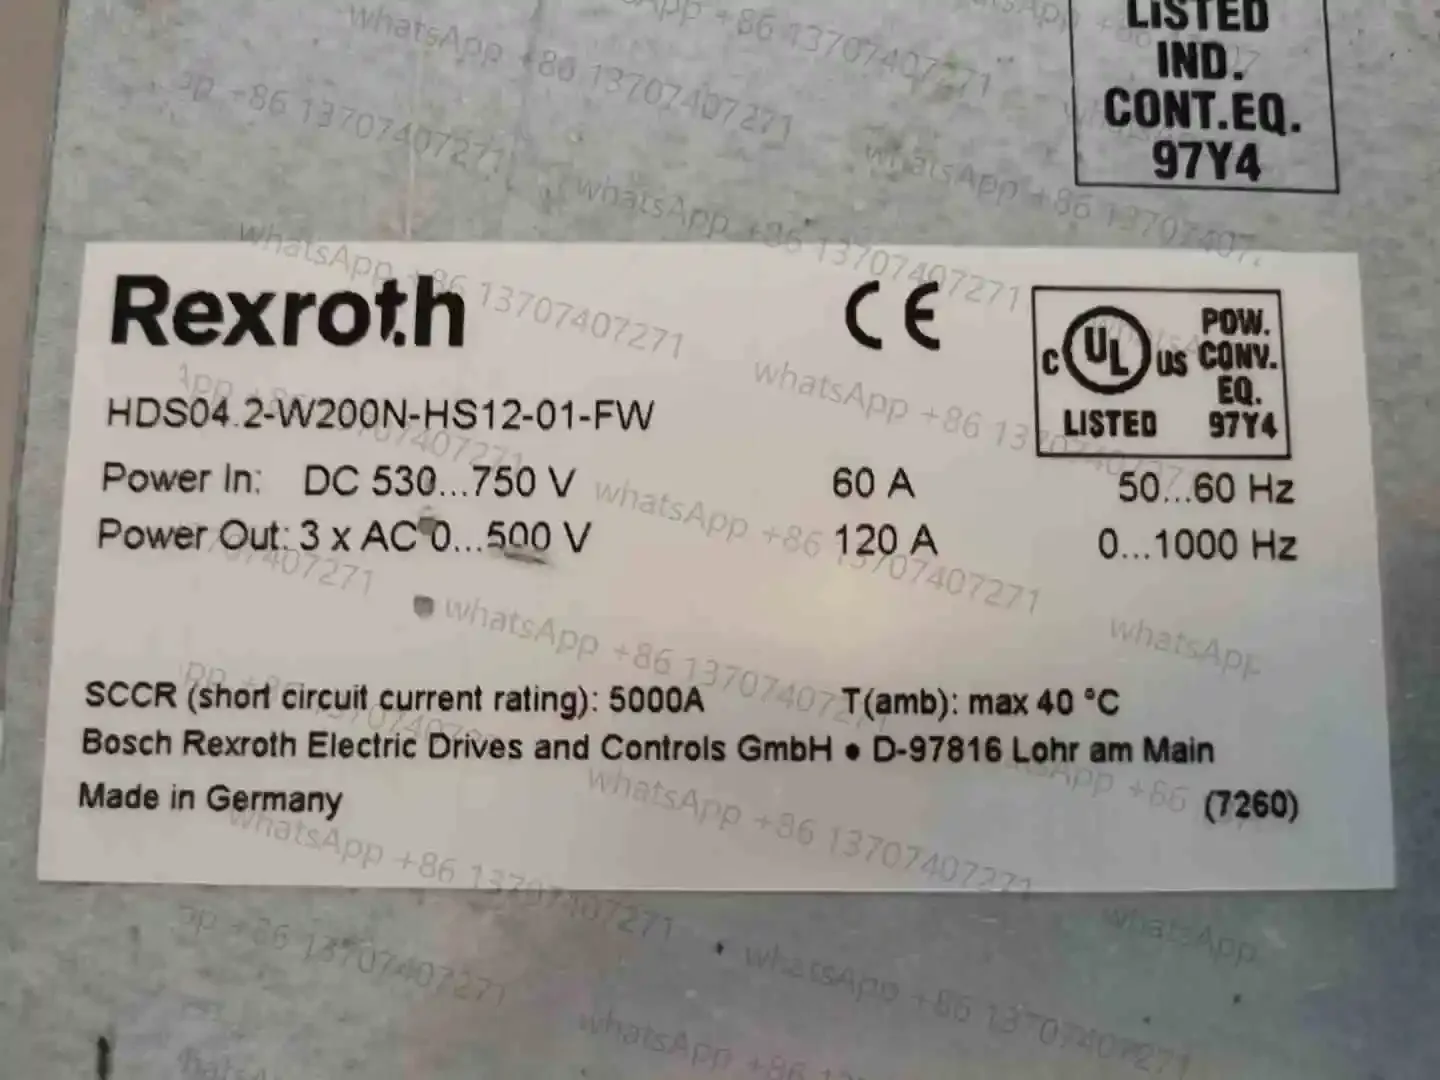 LISTED
IND.
CONT.EQ.
97Y4
Rexroth
CE
C UL US
POW.
CONV.
EQ.
LISTED 97Y4
HDS04.2-W200N-HS12-01-FW
Power In: DC 530...750 V 60 A 50...60 Hz
Power Out: 3 x AC 0...500 V 120 A 0...1000 Hz
SCCR (short circuit current rating): 5000A T(amb): max 40 °C
Bosch Rexroth Electric Drives and Controls GmbH • D-97816 Lohr am Main
Made in Germany (7260)
whatsApp +86 13707407271